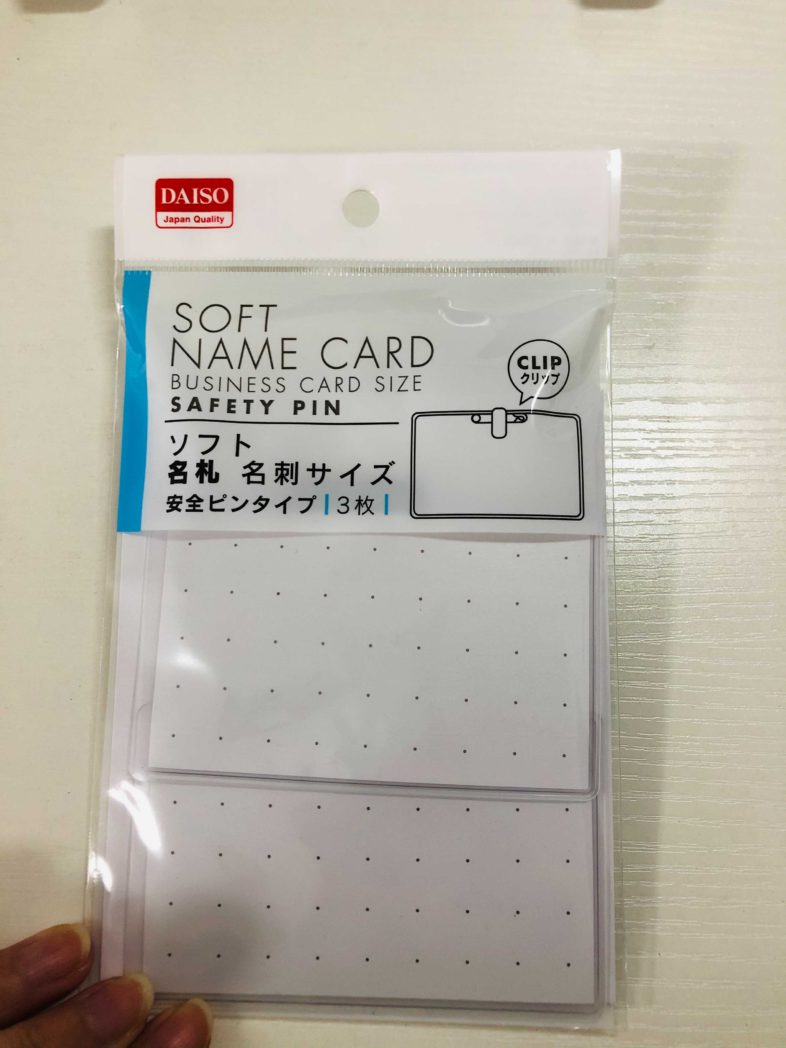 DAISO
Japan Quality
SOFT
NAME CARD
BUSINESS CARD SIZE
SAFETY PIN
CLIP
クリップ
ソフト
名札 名刺サイズ
安全ピンタイプ|3枚|